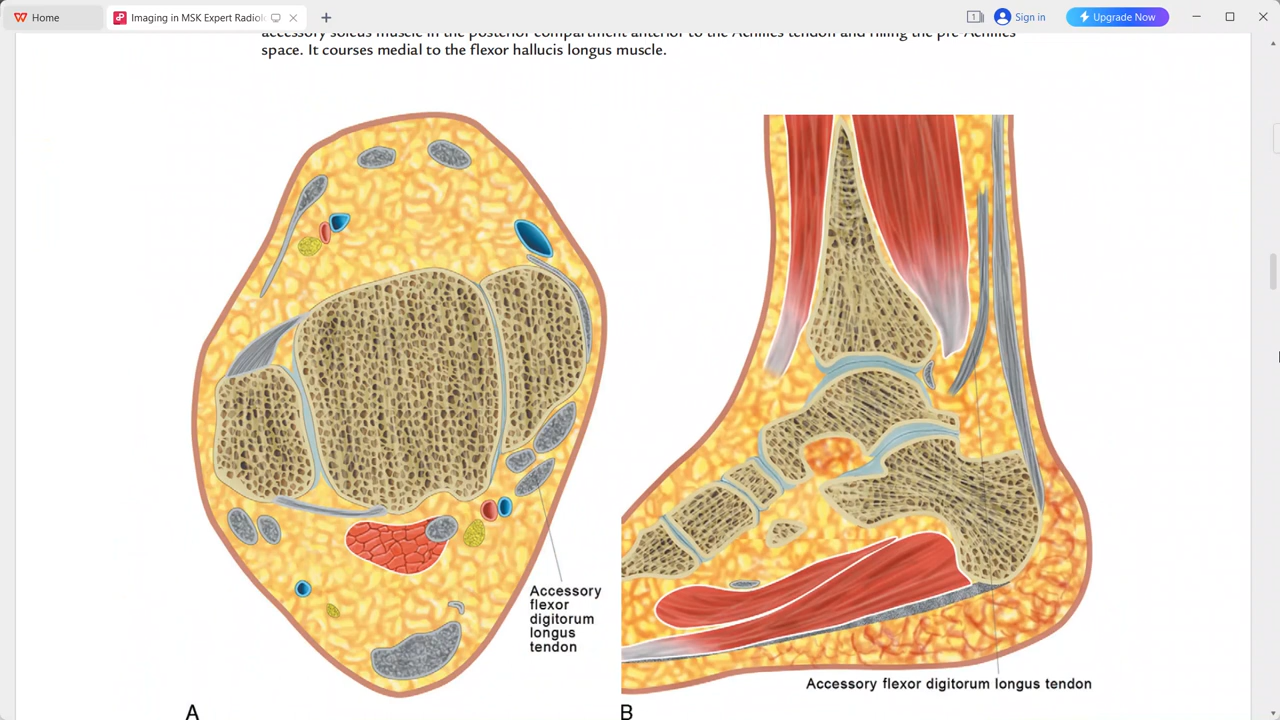 Home
Imaging in MSK Expert Radiol
1
Sign in
Upgrade Now
accessory soleus muscle in the posterior compartment anterior to the Achilles tendon and filling the pre-Achilles
space. It courses medial to the flexor hallucis longus muscle.
Accessory
flexor
digitorum
longus
tendon
Accessory flexor digitorum longus tendon
A
B